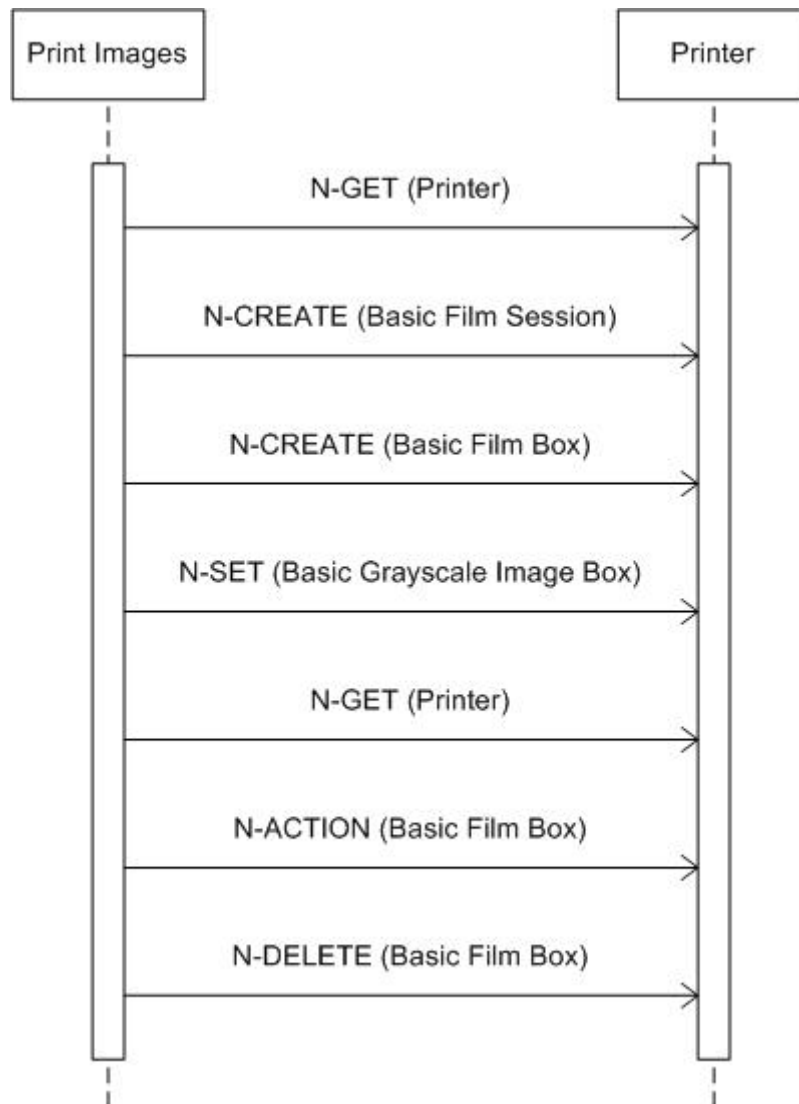 Print Images
Printer
N-GET (Printer)
N-CREATE (Basic Film Session)
N-CREATE (Basic Film Box)
N-SET (Basic Grayscale Image Box)
N-GET (Printer)
N-ACTION (Basic Film Box)
N-DELETE (Basic Film Box)